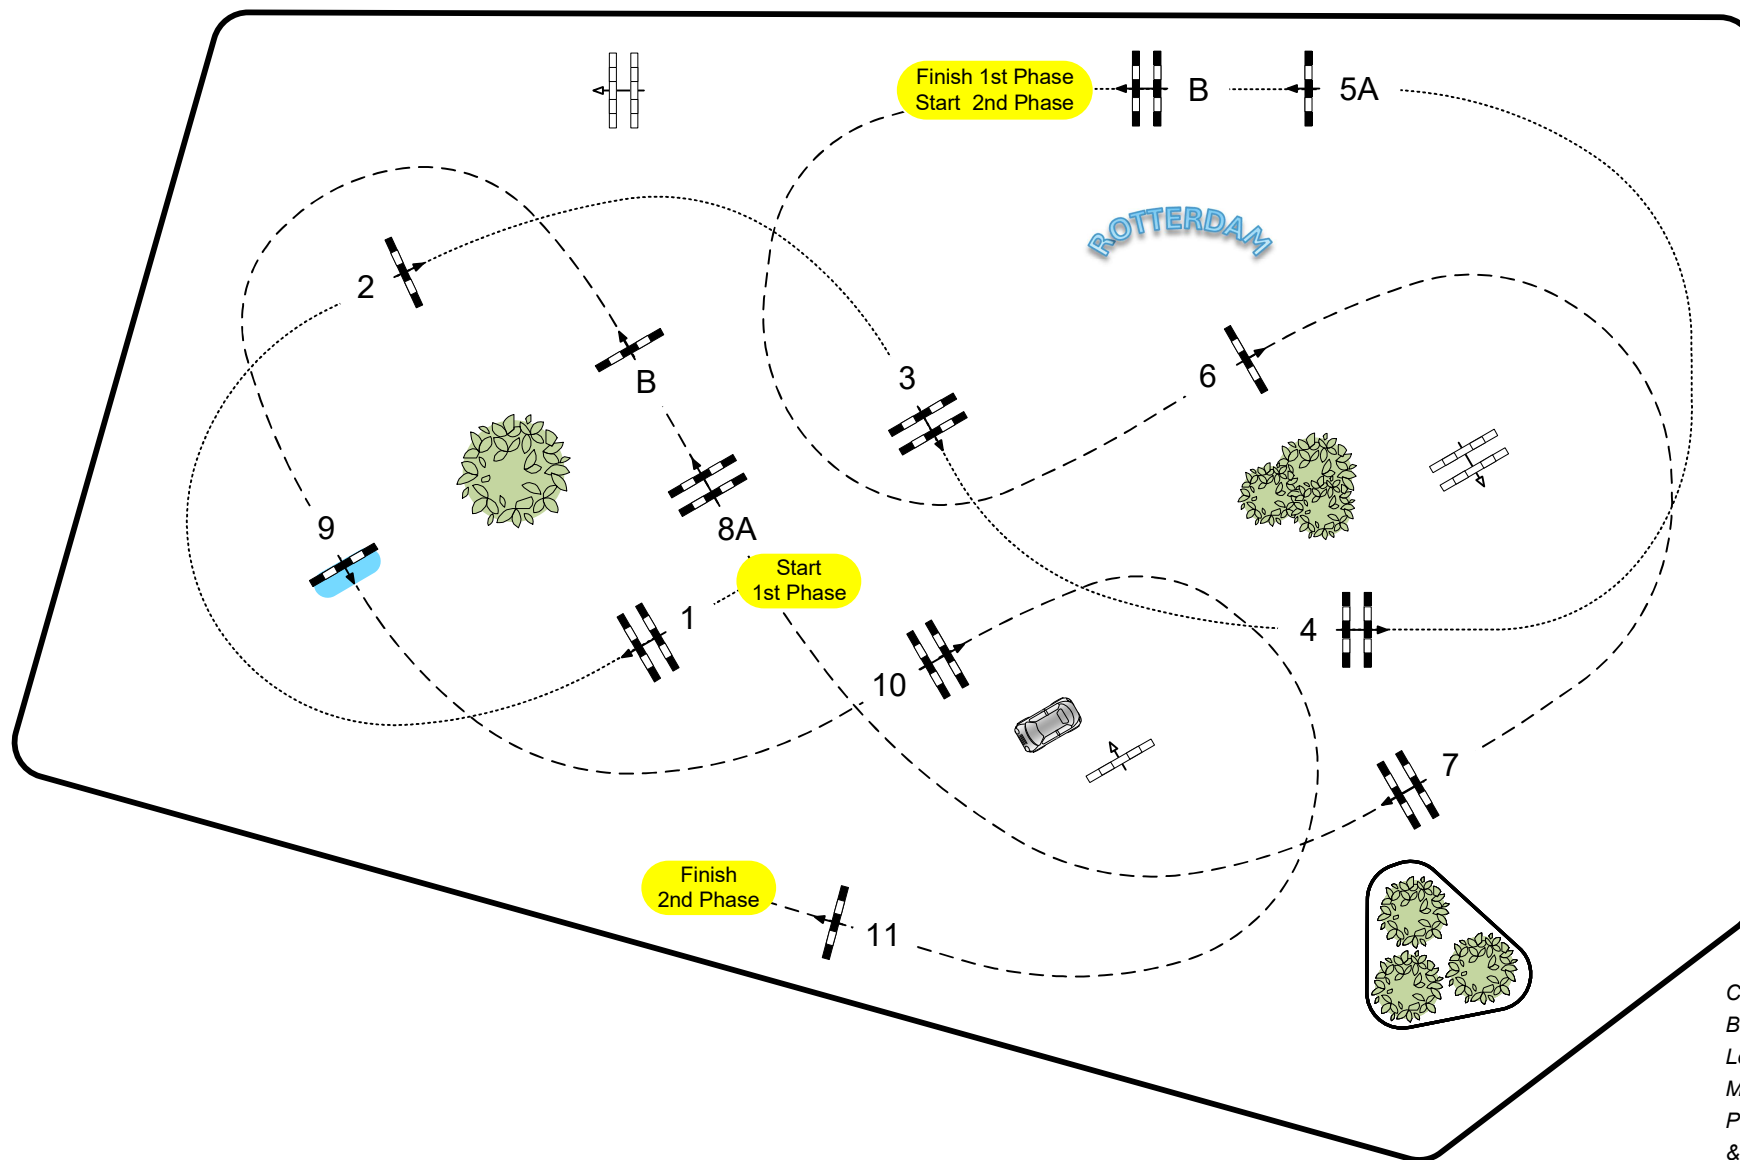 Finish 1st Phase
Start 2nd Phase
B
5A
ROTTERDAM
2
3
6
B
8A
9
Start
1st Phase
1
4
10
7
Finish
2nd Phase
11
C
B
M
P
&